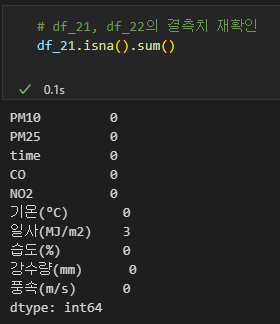 # df_21, df_22의 결측치 재확인
df_21.isna().sum()
0.1s
PM10 0
PM25 0
time 0
CO 0
NO2 0
기온(°C) 0
일사(MJ/m2) 3
습도(%) 0
강수량(mm) 0
풍속(m/s) 0
dtype: int64